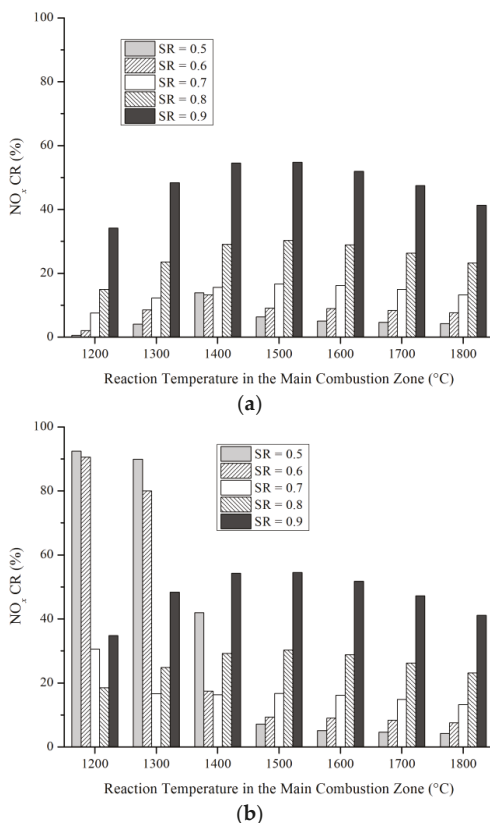 100
80
60
40
20
0
NOx CR (%)
SR = 0.5
SR = 0.6
SR = 0.7
SR = 0.8
SR = 0.9
1200 1300 1400 1500 1600 1700 1800
Reaction Temperature in the Main Combustion Zone (°C)
(a)
100
80
60
40
20
0
NOx CR (%)
SR = 0.5
SR = 0.6
SR = 0.7
SR = 0.8
SR = 0.9
1200 1300 1400 1500 1600 1700 1800
Reaction Temperature in the Main Combustion Zone (°C)
(b)